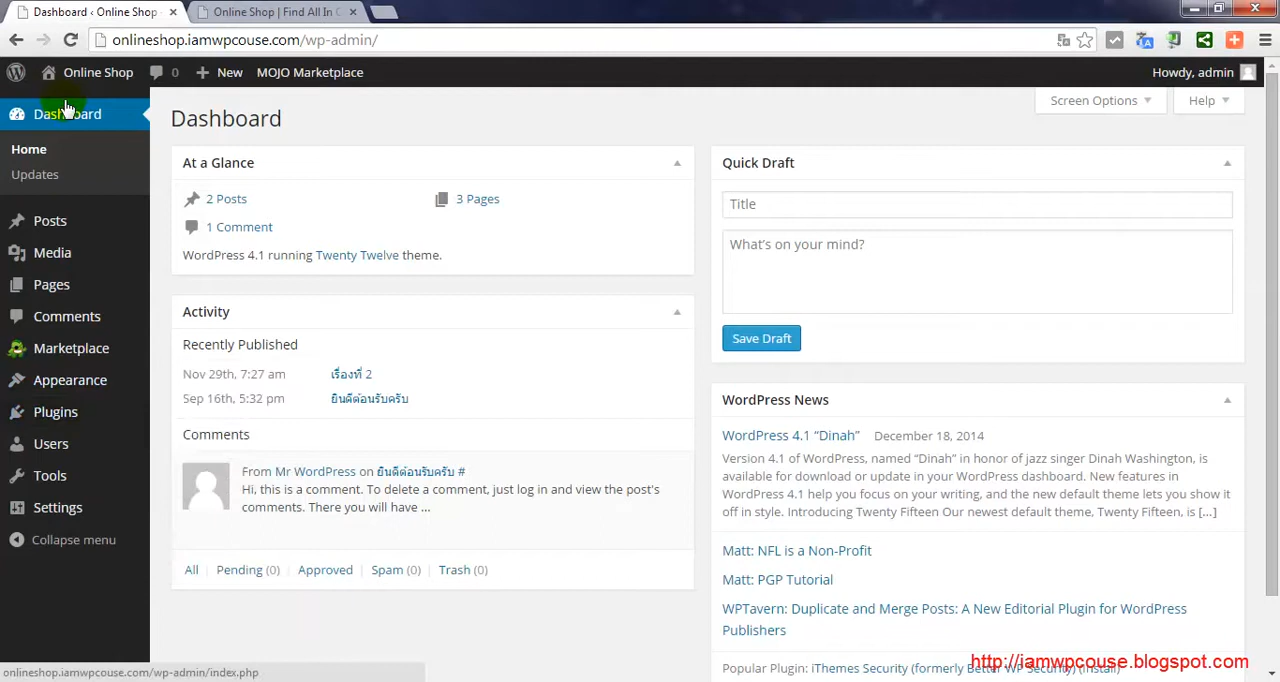 Dashboard ‹ Online Shop
Online Shop | Find All In O
onlineshop.iamwpcouse.com/wp-admin/
Online Shop
0
New
MOJO Marketplace
Howdy, admin
Dashboard
Home
Updates
Posts
Media
Pages
Comments
Marketplace
Appearance
Plugins
Users
Tools
Settings
Collapse menu
Screen Options
Help
Dashboard
At a Glance
2 Posts
3 Pages
1 Comment
WordPress 4.1 running Twenty Twelve theme.
Activity
Recently Published
Nov 29th, 7:27 am เรื่องที่ 2
Sep 16th, 5:32 pm ยินดีต้อนรับครับ
Comments
From Mr WordPress on ยินดีต้อนรับครับ #
Hi, this is a comment. To delete a comment, just log in and view the post's
comments. There you will have ...
All | Pending (0) | Approved | Spam (0) | Trash (0)
Quick Draft
Title
What's on your mind?
Save Draft
WordPress News
WordPress 4.1 “Dinah” December 18, 2014
Version 4.1 of WordPress, named “Dinah” in honor of jazz singer Dinah Washington, is
available for download or update in your WordPress dashboard. New features in
WordPress 4.1 help you focus on your writing, and the new default theme lets you show it
off in style. Introducing Twenty Fifteen Our newest default theme, Twenty Fifteen, is [...]
Matt: NFL is a Non-Profit
Matt: PGP Tutorial
WPTavern: Duplicate and Merge Posts: A New Editorial Plugin for WordPress
Publishers
Popular Plugin: iThemes Security (formerly Better WP Security) (Install)
onlineshop.iamwpcouse.com/wp-admin/index.php
http://iamwpcouse.blogspot.com